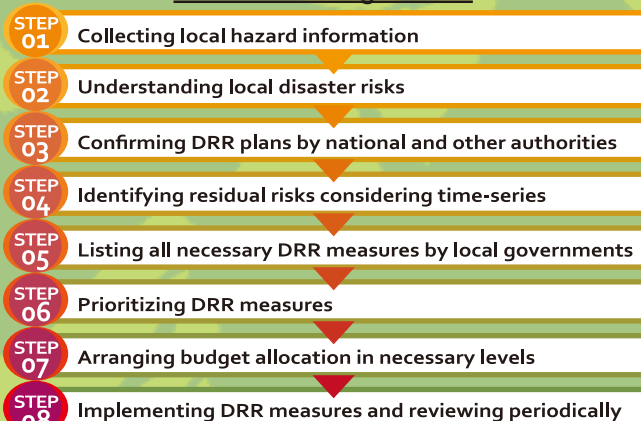 STEP 01 Collecting local hazard information
STEP 02 Understanding local disaster risks
STEP 03 Confirming DRR plans by national and other authorities
STEP 04 Identifying residual risks considering time-series
STEP 05 Listing all necessary DRR measures by local governments
STEP 06 Prioritizing DRR measures
STEP 07 Arranging budget allocation in necessary levels
STEP 08 Implementing DRR measures and reviewing periodically